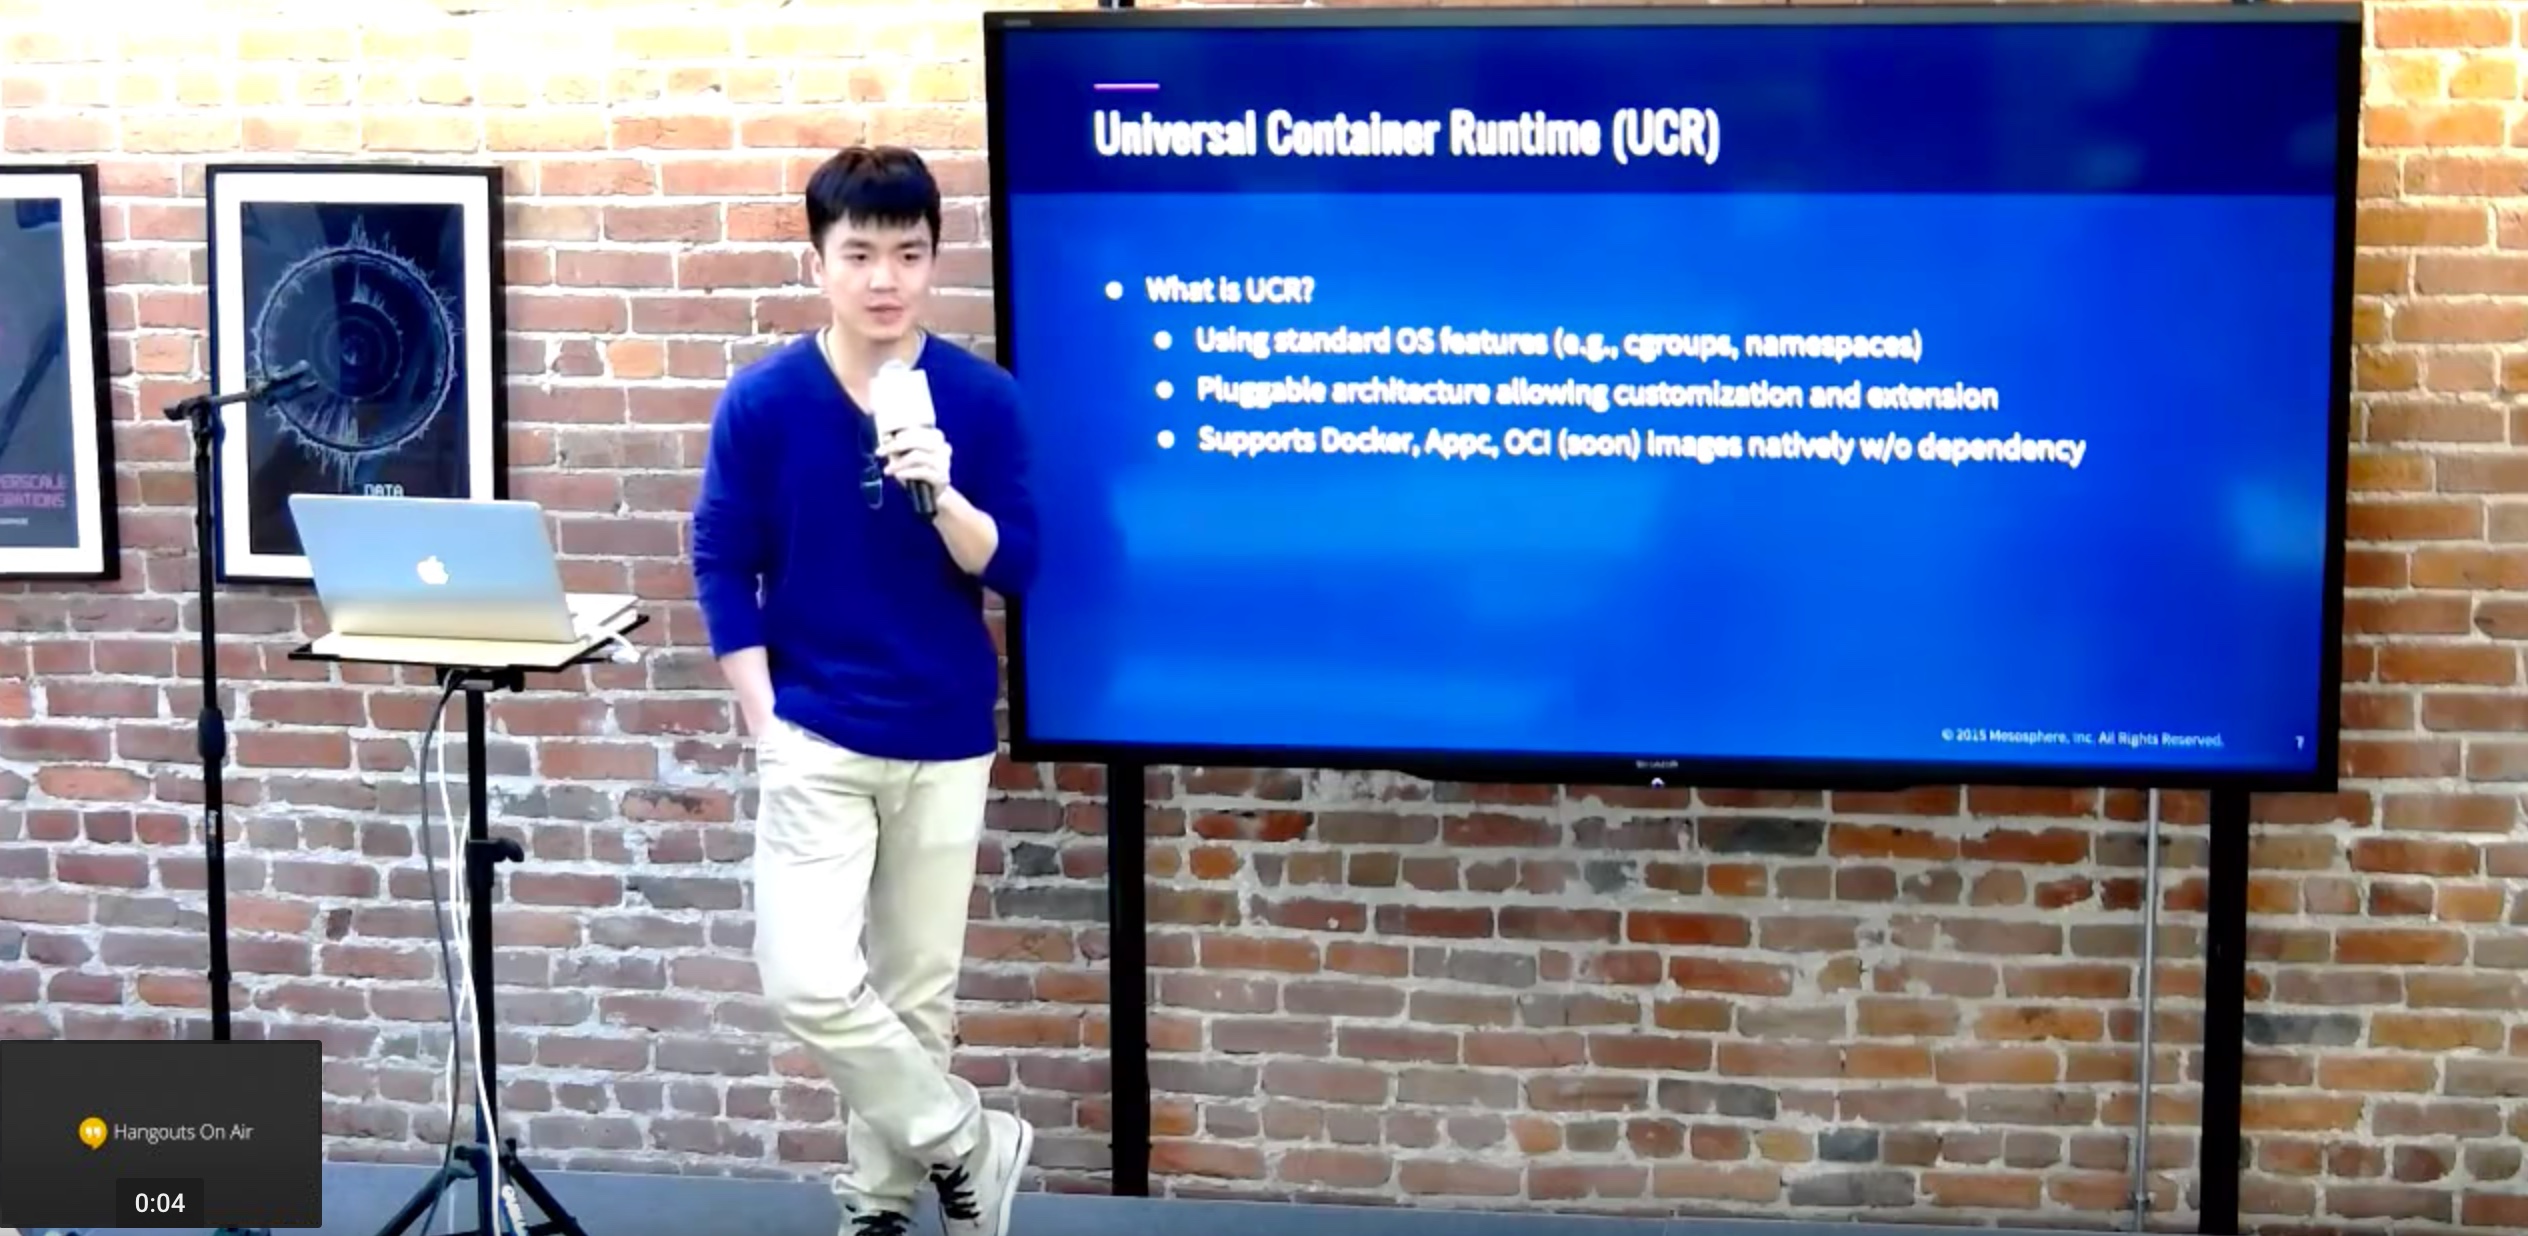 Universal Container Runtime (UCR)
What is UCR?
Using standard OS features (e.g., cgroups, namespaces)
Pluggable architecture allowing customization and extension
Supports Docker, Appc, OCI (soon) images natively w/o dependency
© 2015 Mesosphere, Inc. All Rights Reserved.
7
DATA
Hangouts On Air
0:04